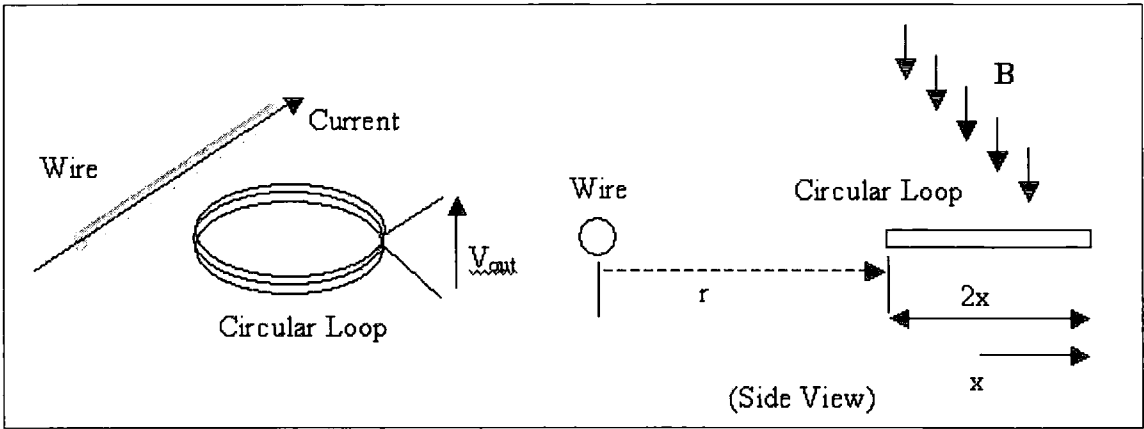 Wire
Current
Circular Loop
V_out
B
Circular Loop
Wire
r
2x
x
(Side View)